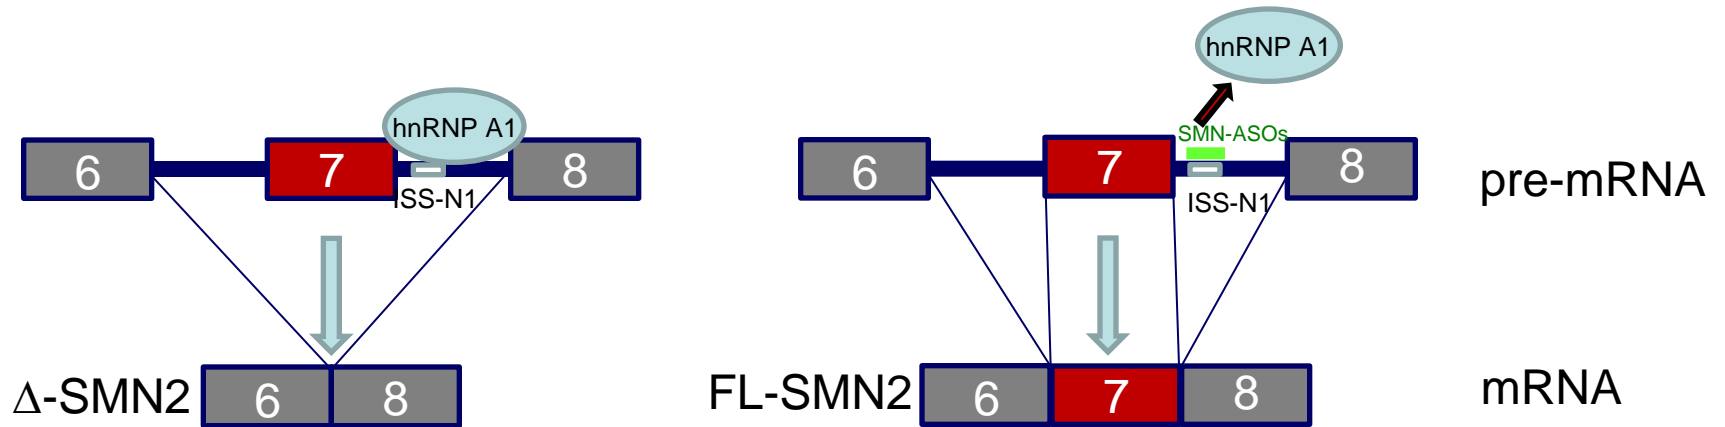 hnRNP A1
hnRNP A1
SMN-ASOs
6
7
8
6
7
8
pre-mRNA
ISS-N1
ISS-N1
Δ-SMN2
6
8
FL-SMN2
6
7
8
mRNA